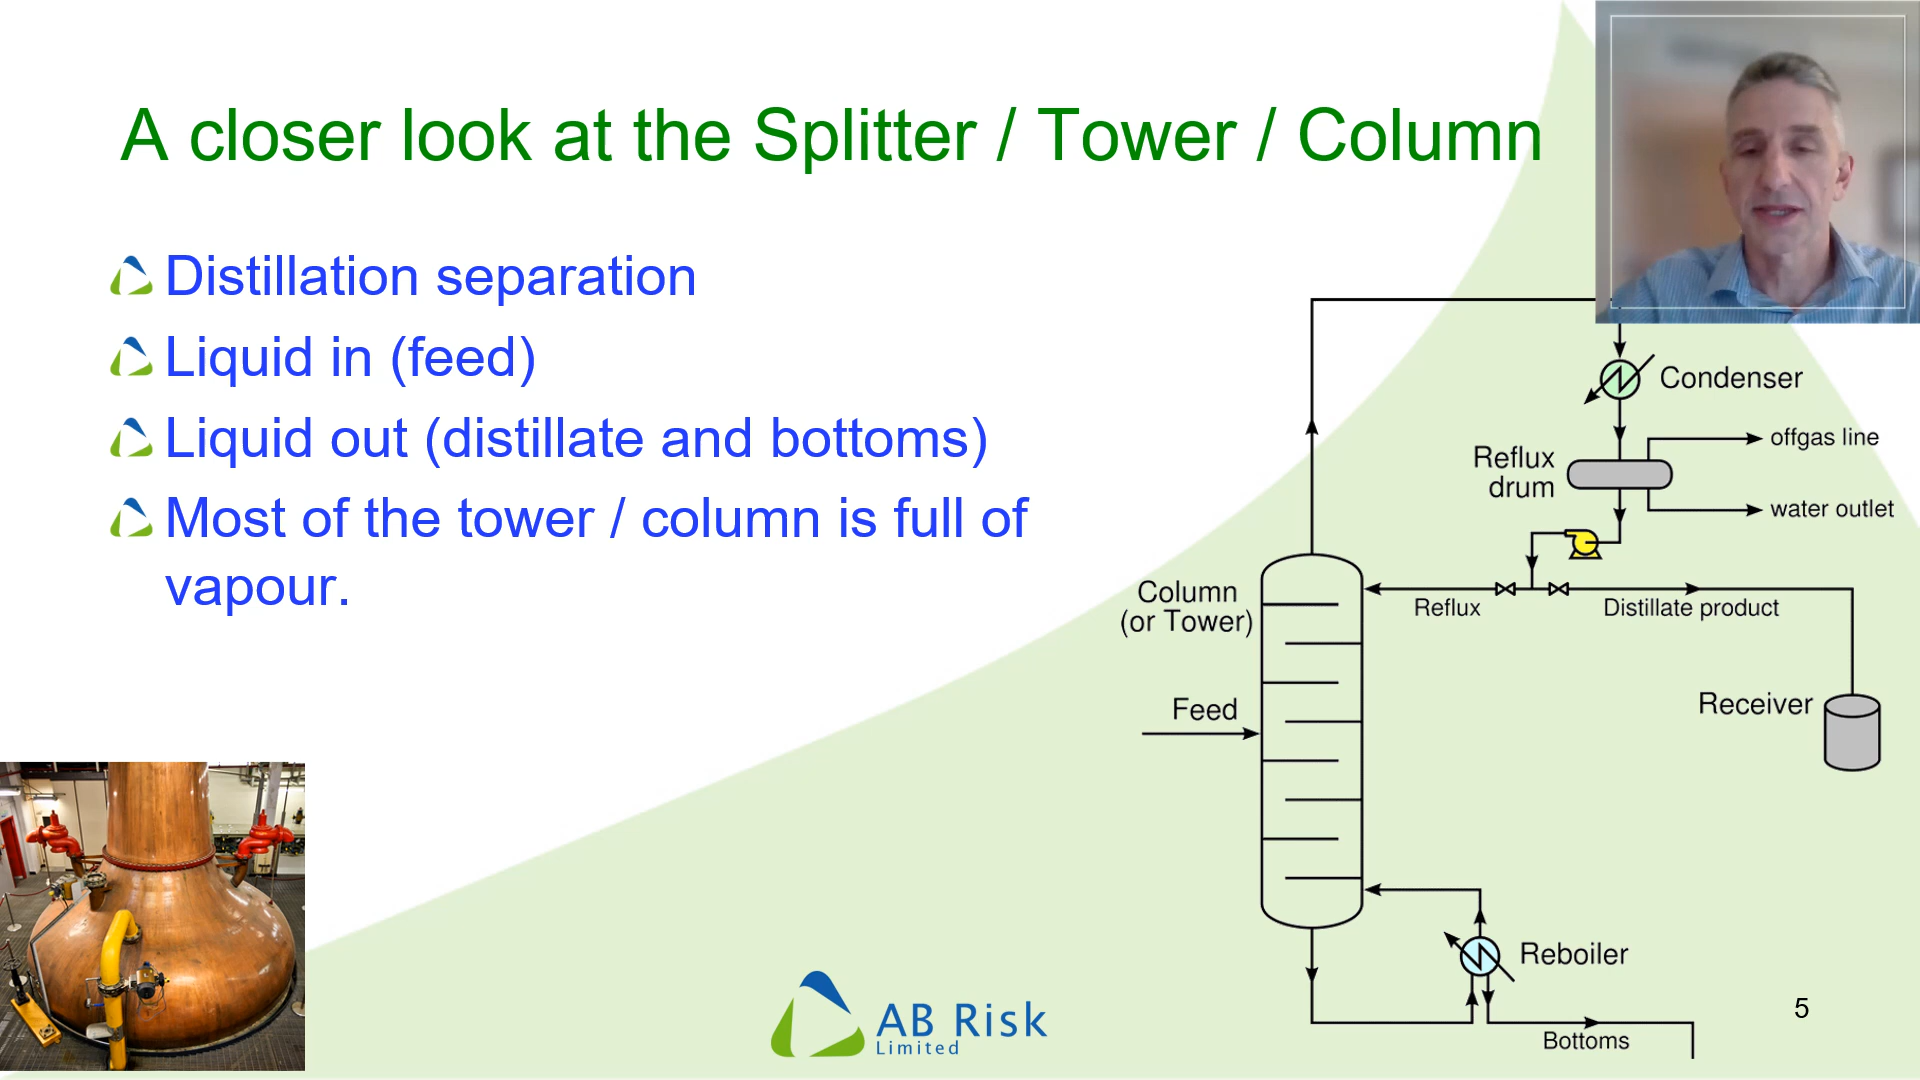 A closer look at the Splitter / Tower / Column
Distillation separation
Liquid in (feed)
Liquid out (distillate and bottoms)
Most of the tower / column is full of
vapour.
Condenser
offgas line
Reflux
drum
water outlet
Column
(or Tower)
Reflux
Distillate product
Feed
Receiver
Reboiler
Bottoms
AB Risk
Limited
5